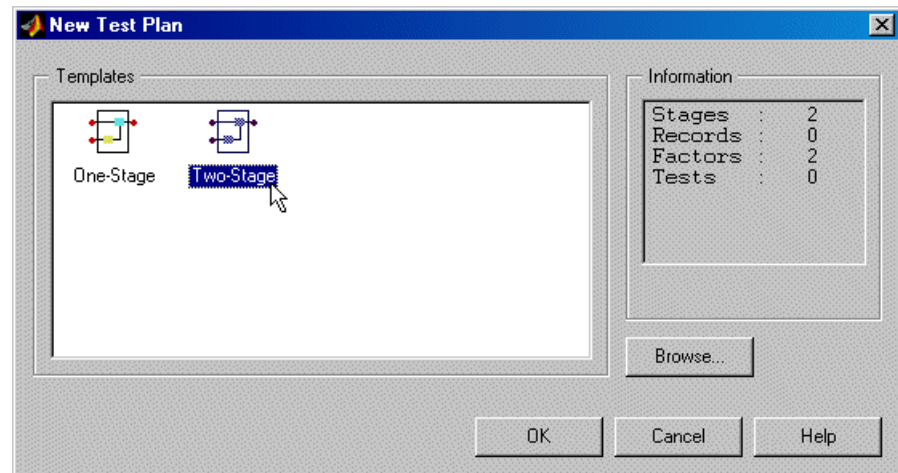 New Test Plan
Templates
One-Stage
Two-Stage
Information
Stages : 2
Records : 0
Factors : 2
Tests : 0
Browse...
OK
Cancel
Help